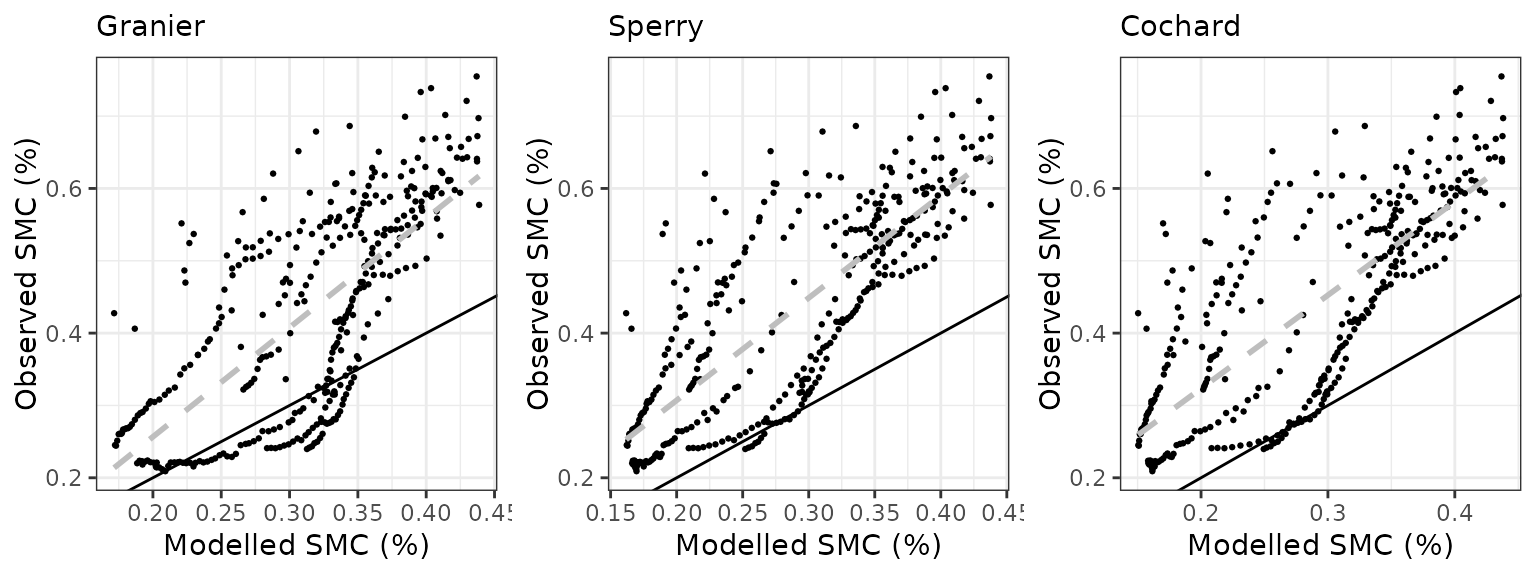 Granier
Sperry
Cochard
Observed SMC (%)
0.6
0.4
0.2
0.20 0.25 0.30 0.35 0.40 0.45
Modelled SMC (%)
Observed SMC (%)
0.6
0.4
0.2
0.15 0.20 0.25 0.30 0.35 0.40 0.45
Modelled SMC (%)
Observed SMC (%)
0.6
0.4
0.2
0.2 0.3 0.4
Modelled SMC (%)